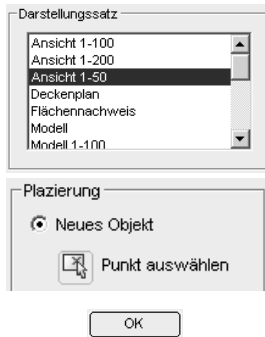 Darstellungssatz
Ansicht 1-100
Ansicht 1-200
Ansicht 1-50
Deckenplan
Flächennachweis
Modell
Modell 1-100
Plazierung
Neues Objekt
Punkt auswählen
OK